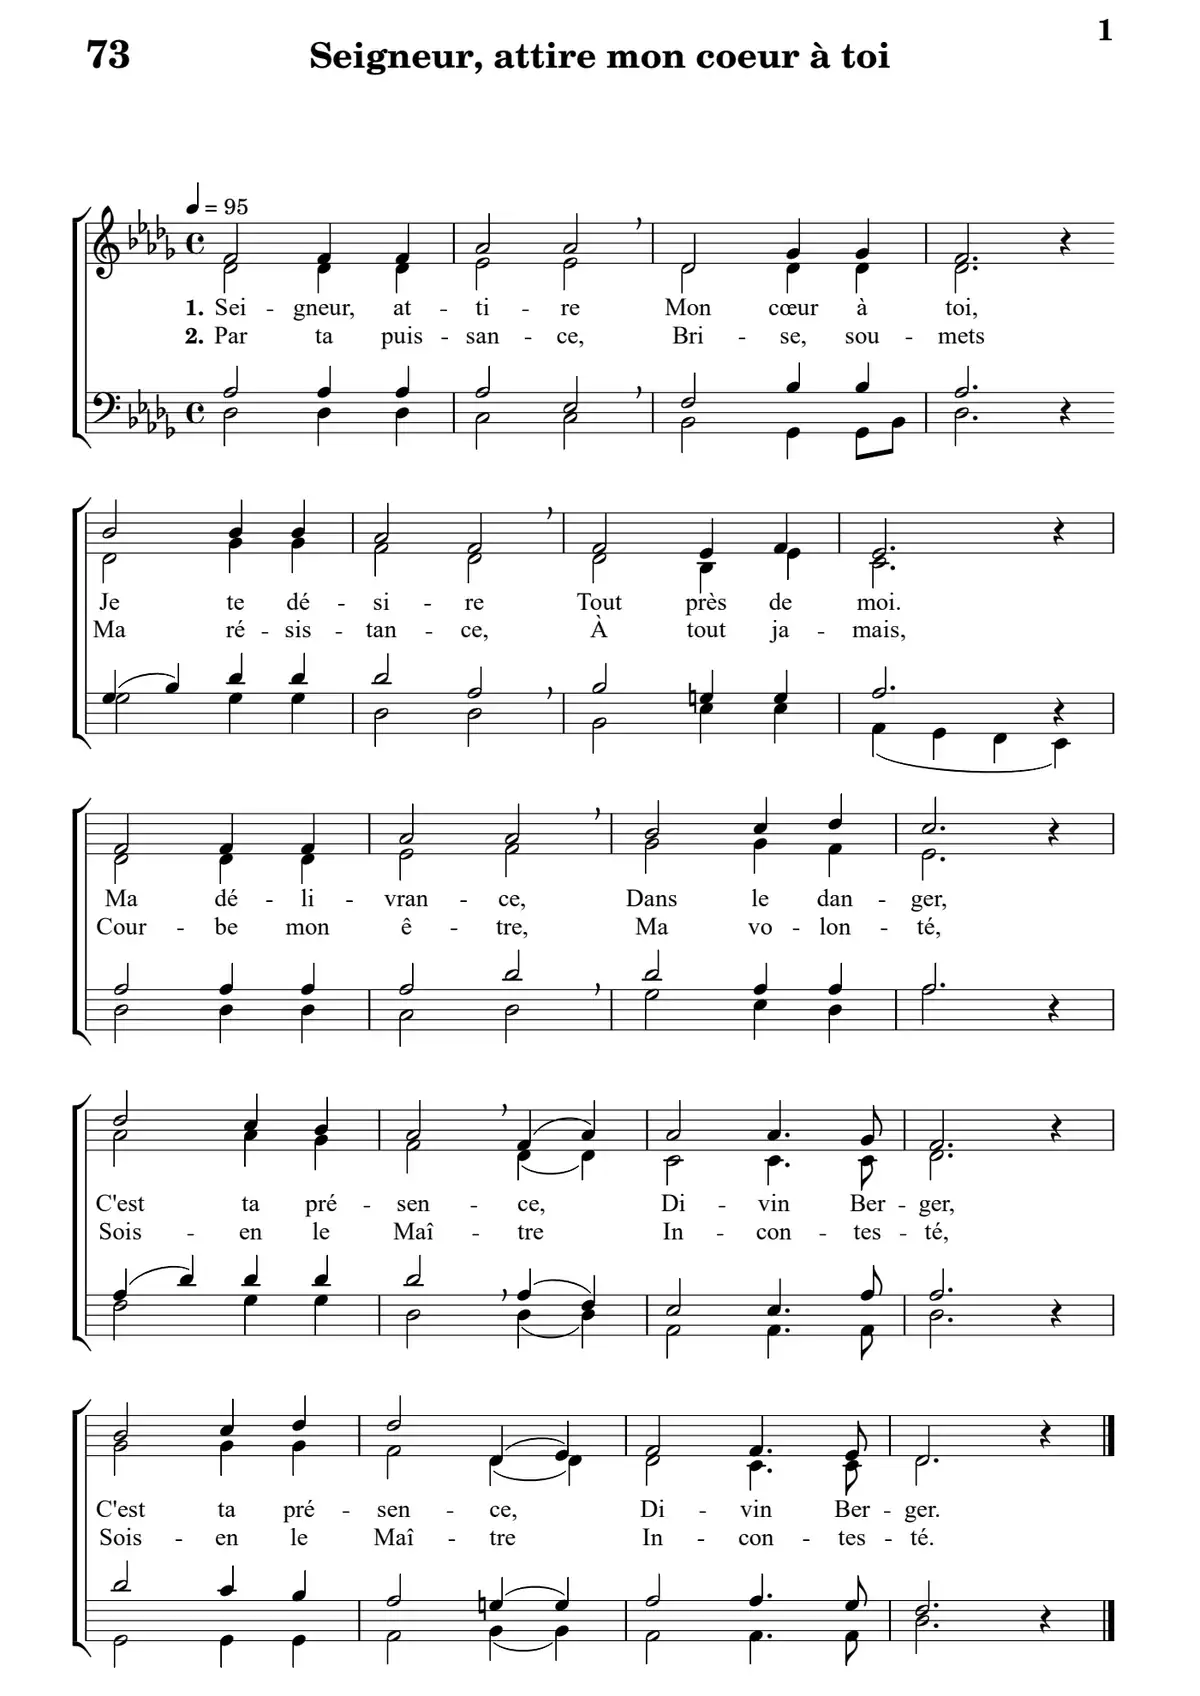 1
73 Seigneur, attire mon coeur à toi
= 95
1. Sei - gneur, at - ti - re Mon cœur à toi,
2. Par ta puis - san - ce, Bri - se, sou - mets
Je te dé - si - re Tout près de moi.
Ma ré - sis - tan - ce, À tout ja - mais,
Ma dé - li - vran - ce, Dans le dan - ger,
Cour - be mon ê - tre, Ma vo - lon - té,
C'est ta pré - sen - ce, Di - vin Ber - ger,
Sois - en le Maî - tre In - con - tes - té,
C'est ta pré - sen - ce, Di - vin Ber - ger.
Sois - en le Maî - tre In - con - tes - té.